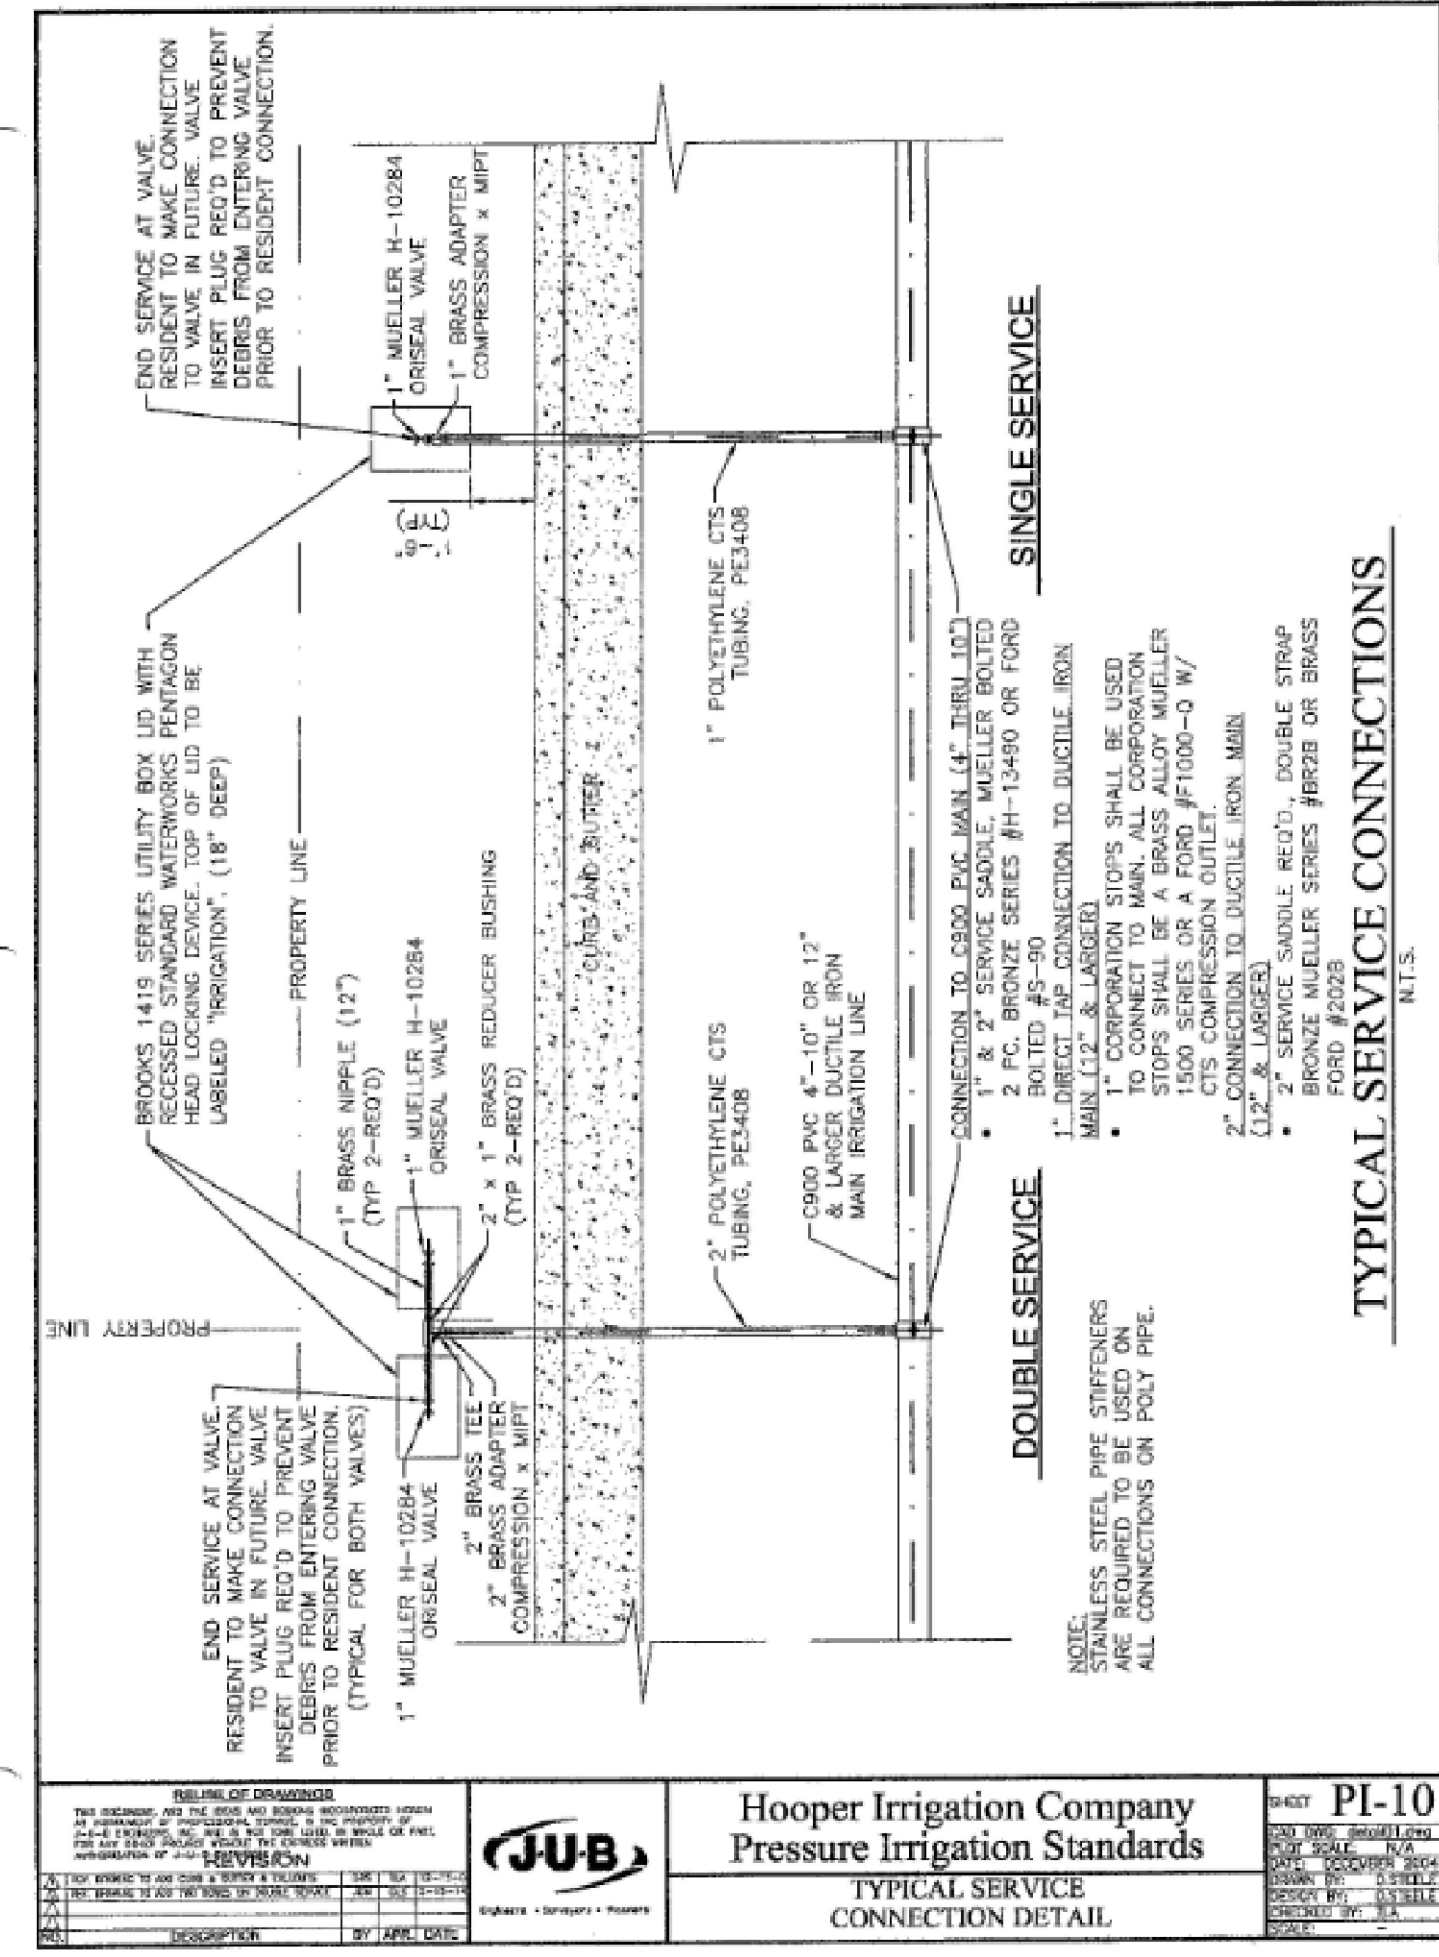 END SERVICE AT VALVE.
RESIDENT TO MAKE CONNECTION
TO VALVE IN FUTURE. VALVE
INSERT PLUG REQ'D TO PREVENT
DEBRIS FROM ENTERING VALVE
PRIOR TO RESIDENT CONNECTION.
(TYPICAL FOR BOTH VALVES)
PROPERTY LINE
BROOKS 1419 SERIES UTILITY BOX LID WITH
RECESSED STANDARD WATERWORKS PENTAGON
HEAD LOCKING DEVICE. TOP OF LID TO BE
LABELED "IRRIGATION". (18" DEEP)
END SERVICE AT VALVE.
RESIDENT TO MAKE CONNECTION
TO VALVE IN FUTURE. VALVE
INSERT PLUG REQ'D TO PREVENT
DEBRIS FROM ENTERING VALVE
PRIOR TO RESIDENT CONNECTION.
PROPERTY LINE
1" BRASS NIPPLE (12")
(TYP 2-REQ'D)
1" MUELLER H-10284
ORISEAL VALVE
1" MUELLER H-10284
ORISEAL VALVE
2" x 1" BRASS REDUCER BUSHING
(TYP 2-REQ'D)
2" BRASS TEE
2" BRASS ADAPTER
COMPRESSION x MIPT
1" MUELLER H-10284
ORISEAL VALVE
1" BRASS ADAPTER
COMPRESSION x MIPT
CURB AND GUTTER
2" POLYETHYLENE CTS
TUBING, PE3408
1" POLYETHYLENE CTS
TUBING, PE3408
C900 PVC 4"-10" OR 12"
& LARGER DUCTILE IRON
MAIN IRRIGATION LINE
DOUBLE SERVICE
SINGLE SERVICE
CONNECTION TO C900 PVC MAIN (4" THRU 10")
• 1" & 2" SERVICE SADDLE, MUELLER BOLTED
2 PC. BRONZE SERIES #H-13490 OR FORD
BOLTED #S-90
1" DIRECT TAP CONNECTION TO DUCTILE IRON
MAIN (12" & LARGER)
• 1" CORPORATION STOPS SHALL BE USED
TO CONNECT TO MAIN. ALL CORPORATION
STOPS SHALL BE A BRASS ALLOY MUELLER
1500 SERIES OR A FORD #F1000-Q W/
CTS COMPRESSION OUTLET.
2" CONNECTION TO DUCTILE IRON MAIN
(12" & LARGER)
• 2" SERVICE SADDLE REQ'D., DOUBLE STRAP
BRONZE MUELLER SERIES #BR2B OR BRASS
FORD #202B
NOTE:
STAINLESS STEEL PIPE STIFFENERS
ARE REQUIRED TO BE USED ON
ALL CONNECTIONS ON POLY PIPE.
TYPICAL SERVICE CONNECTIONS
N.T.S.
REUSE OF DRAWINGS
REVISION
NO. DESCRIPTION BY APR. DATE
J·U·B
Engineers • Surveyors • Planners
Hooper Irrigation Company
Pressure Irrigation Standards
TYPICAL SERVICE
CONNECTION DETAIL
SHEET PI-10
PLOT SCALE: N/A
DATE: DECEMBER 2004
DRAWN BY: D.STEELE
DESIGN BY: D.STEELE
CHECKED BY:
SCALE: -